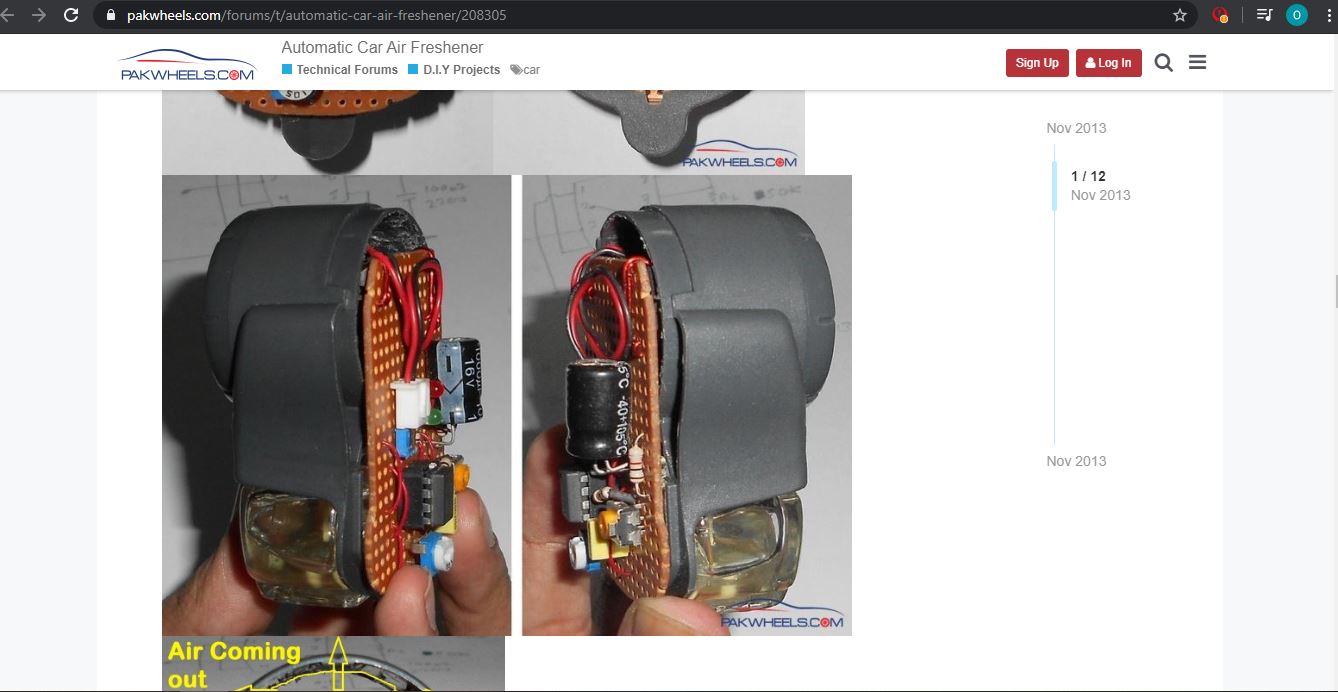 pakwheels.com/forums/t/automatic-car-air-freshener/208305
O
PAKWHEELS.COM
Automatic Car Air Freshener
Technical Forums D.I.Y Projects car
Sign Up
Log In
PAKWHEELS.COM
Nov 2013
1 / 12
Nov 2013
16V
-40+105°C
PAKWHEELS.COM
Nov 2013
Air Coming
out